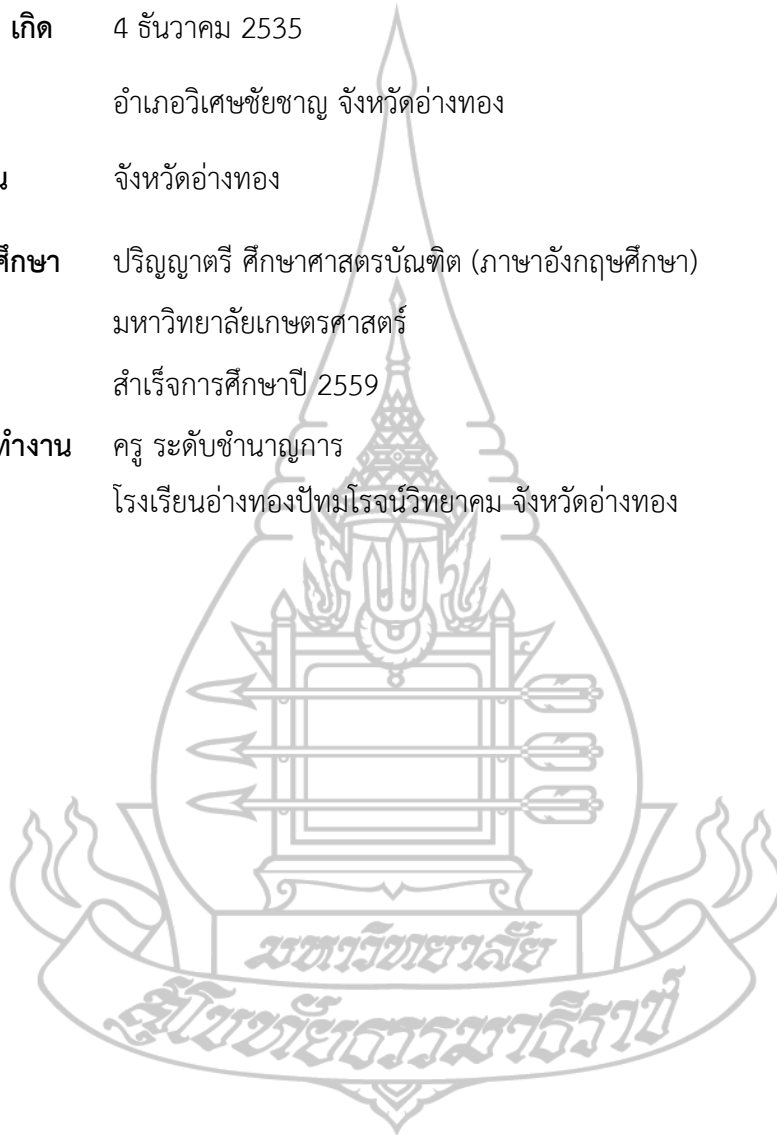 เกิด 4 ธันวาคม 2535
อำเภอวิเศษชัยชาญ จังหวัดอ่างทอง
จังหวัดอ่างทอง
ศึกษา ปริญญาตรี ศึกษาศาสตรบัณฑิต (ภาษาอังกฤษศึกษา)
มหาวิทยาลัยเกษตรศาสตร์
สำเร็จการศึกษาปี 2559
ทำงาน ครู ระดับชำนาญการ
โรงเรียนอ่างทองปัทมโรจน์วิทยาคม จังหวัดอ่างทอง
มหาวิทยาลัย
สุโขทัยธรรมาธิราช